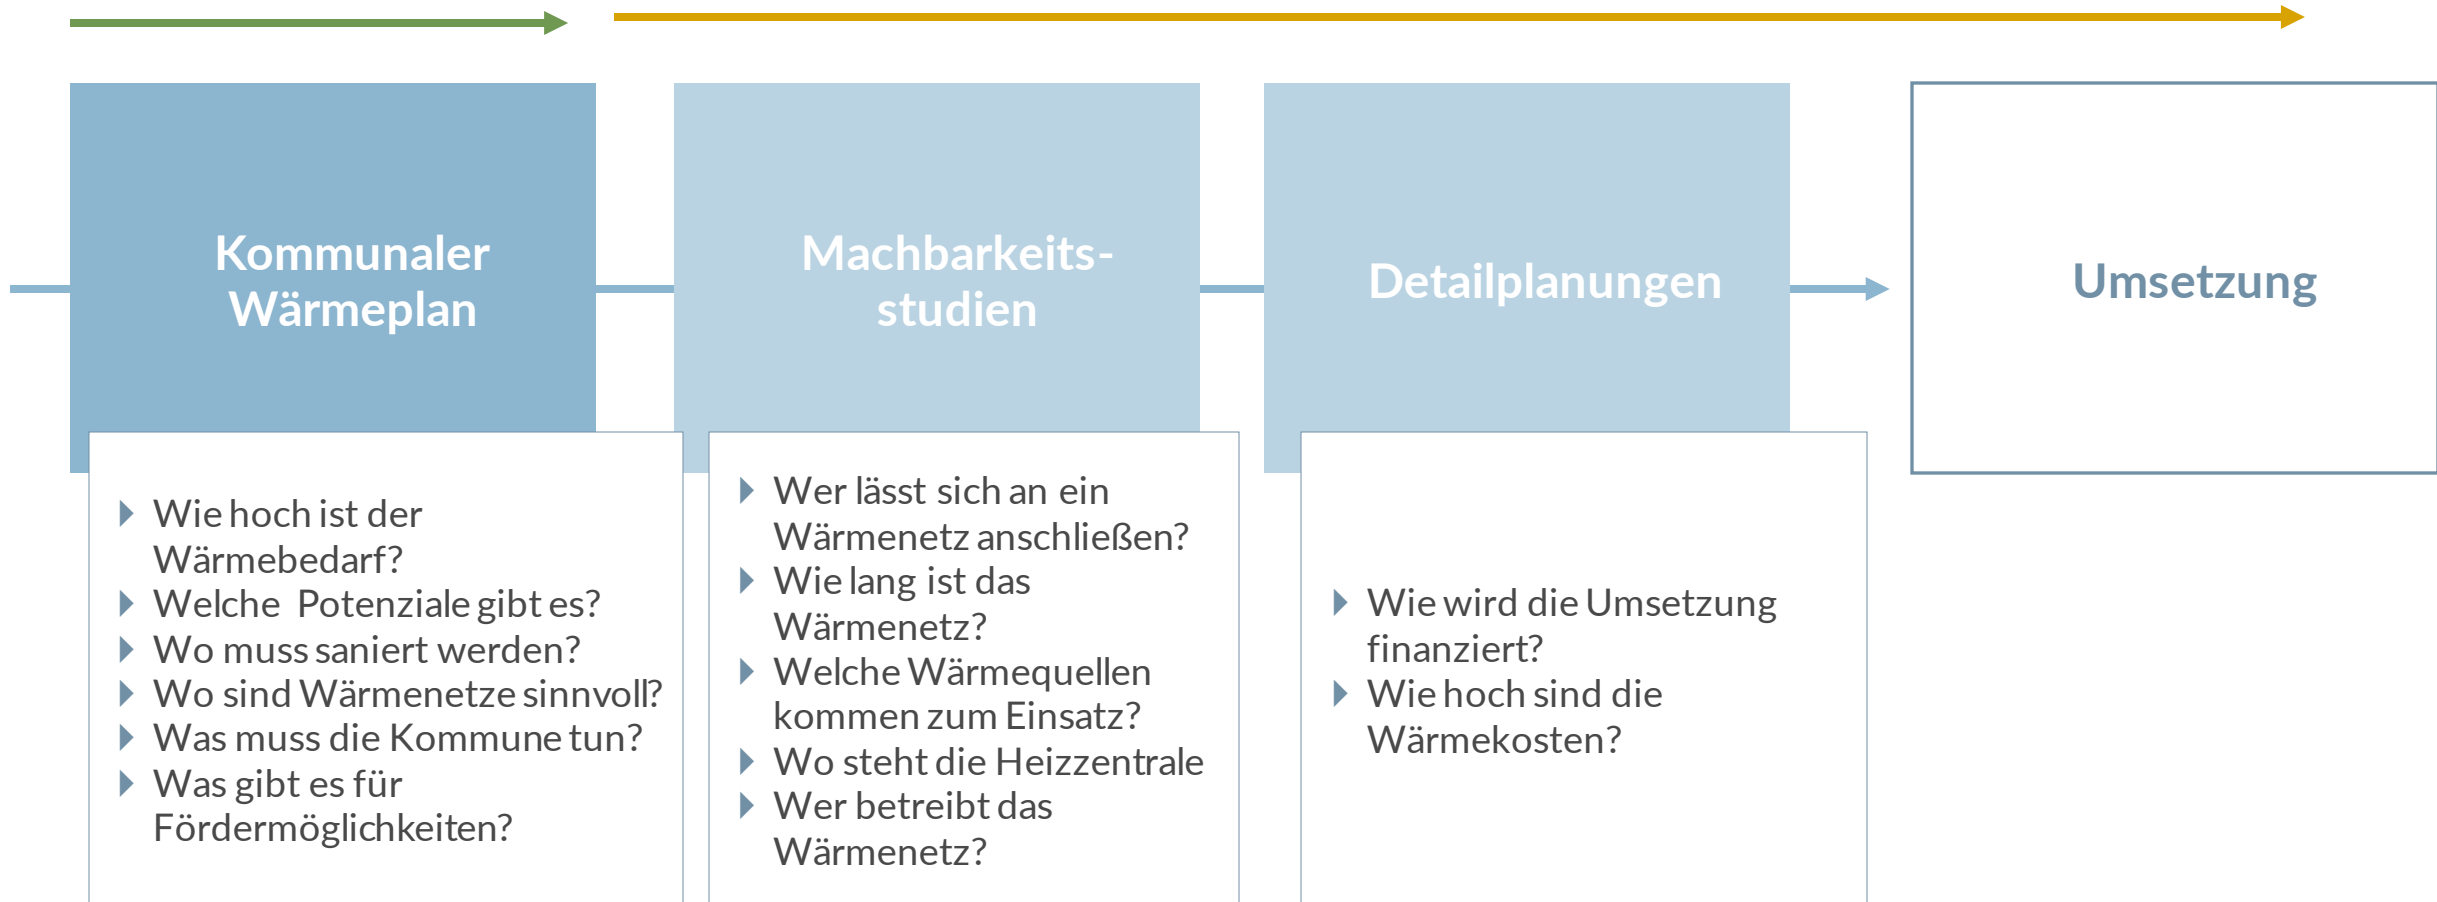 Kommunaler
Wärmeplan
Wie hoch ist der
Wärmebedarf?
Welche Potenziale gibt es?
Wo muss saniert werden?
Wo sind Wärmenetze sinnvoll?
Was muss die Kommune tun?
Was gibt es für
Fördermöglichkeiten?
Machbarkeits-
studien
Wer lässt sich an ein
Wärmenetz anschließen?
Wie lang ist das
Wärmenetz?
Welche Wärmequellen
kommen zum Einsatz?
Wo steht die Heizzentrale
Wer betreibt das
Wärmenetz?
Detailplanungen
Wie wird die Umsetzung
finanziert?
Wie hoch sind die
Wärmekosten?
Umsetzung